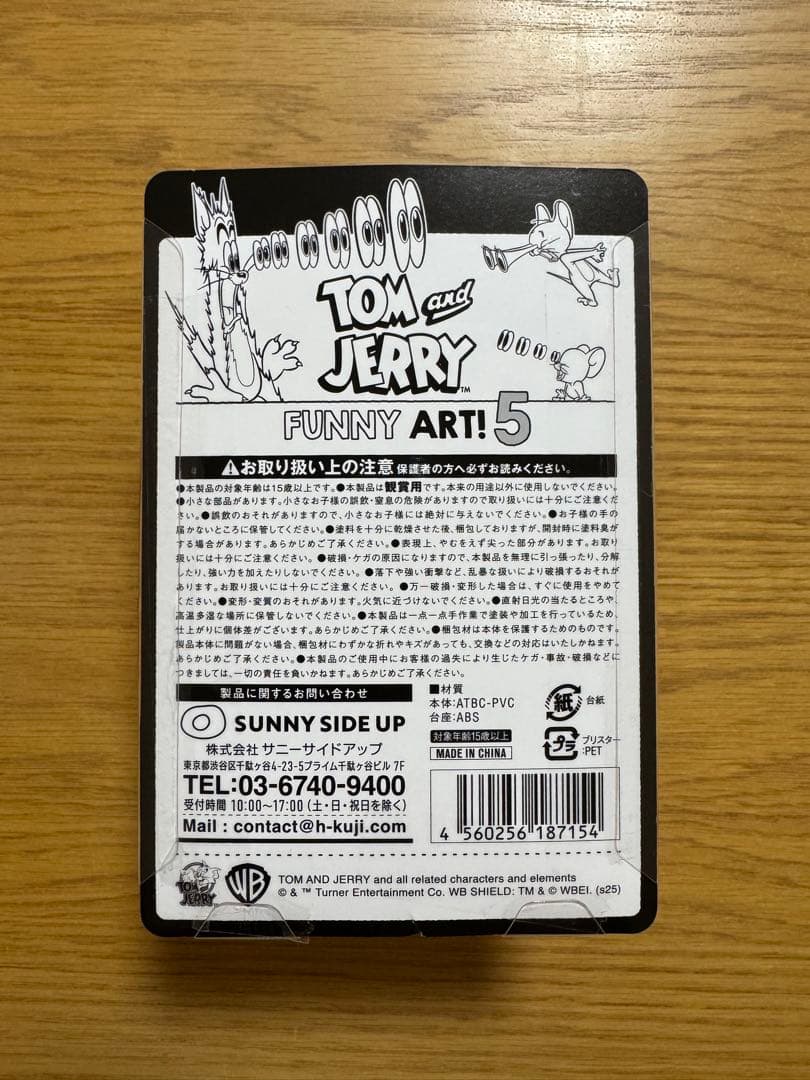 TOM and
JERRY™
FUNNY ART! 5
⚠お取り扱い上の注意 保護者の方へ必ずお読みください。
●本製品の対象年齢は15歳以上です。●本製品は観賞用です。本来の用途以外に使用しないでください。
●小さな部品があります。小さなお子様の誤飲・窒息の危険がありますので取り扱いには十分にご注意くださ
い。●誤飲のおそれがありますので、小さなお子様には絶対に与えないでください。●お子様の手の
届かないところに保管してください。●塗料を十分に乾燥させた後、梱包しておりますが、開封時に塗料臭が
する場合があります。あらかじめご了承ください。●表現上、やむをえず尖った部分があります。お取り
扱いには十分にご注意ください。●破損・ケガの原因になりますので、本製品を無理に引っ張ったり、分解
したり、強い力を加えたりしないでください。●落下や強い衝撃など、乱暴な扱いにより破損するおそれが
あります。お取り扱いには十分にご注意ください。●万一破損・変形した場合は、すぐに使用をやめて
ください。●変形・変質のおそれがあります。火気に近づけないでください。●直射日光の当たるところや、
高温多湿な場所に保管しないでください。●本製品は一点一点手作業で塗装や加工を行っているため、
仕上がりに個体差がございます。あらかじめご了承ください。●梱包材は本体を保護するためのものです。
製品本体に問題がない場合、梱包材にわずかな折れやキズがあっても、交換などの対応はいたしかねます。
あらかじめご了承ください。●本製品のご使用中にお客様の過失により生じたケガ・事故・破損などに
つきましては、一切の責任を負いかねます。あらかじめご了承ください。
製品に関するお問い合わせ
SUNNY SIDE UP
株式会社 サニーサイドアップ
東京都渋谷区千駄ヶ谷4-23-5プライム千駄ヶ谷ビル 7F
TEL:03-6740-9400
受付時間 10:00〜17:00(土・日・祝日を除く)
Mail : contact@h-kuji.com
■材質
本体:ATBC-PVC
台座:ABS
対象年齢15歳以上
MADE IN CHINA
紙 台紙
プラ ブリスター
:PET
4 560256 187154
TOM and JERRY
WB
TOM AND JERRY and all related characters and elements
© & ™ Turner Entertainment Co. WB SHIELD: TM & © WBEI. (s25)